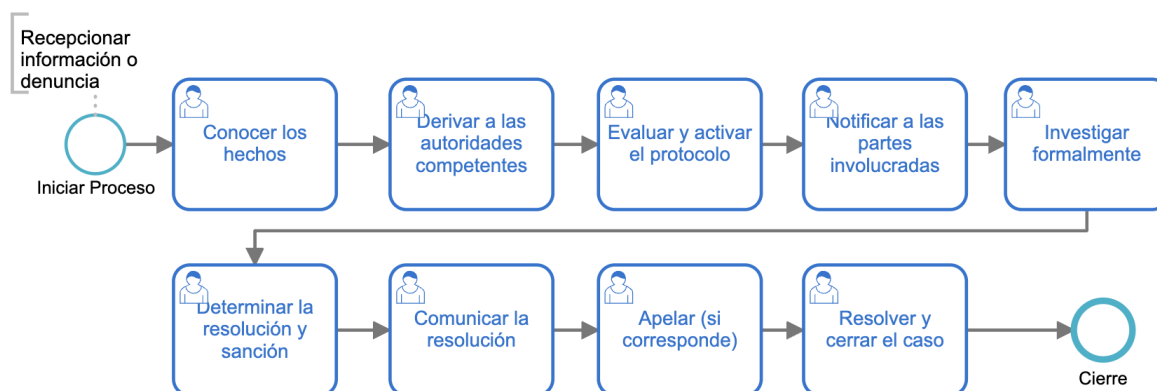 Recepcionar
información o
denuncia
Iniciar Proceso
Conocer los
hechos
Derivar a las
autoridades
competentes
Evaluar y activar
el protocolo
Notificar a las
partes
involucradas
Investigar
formalmente
Determinar la
resolución y
sanción
Comunicar la
resolución
Apelar (si
corresponde)
Resolver y
cerrar el caso
Cierre